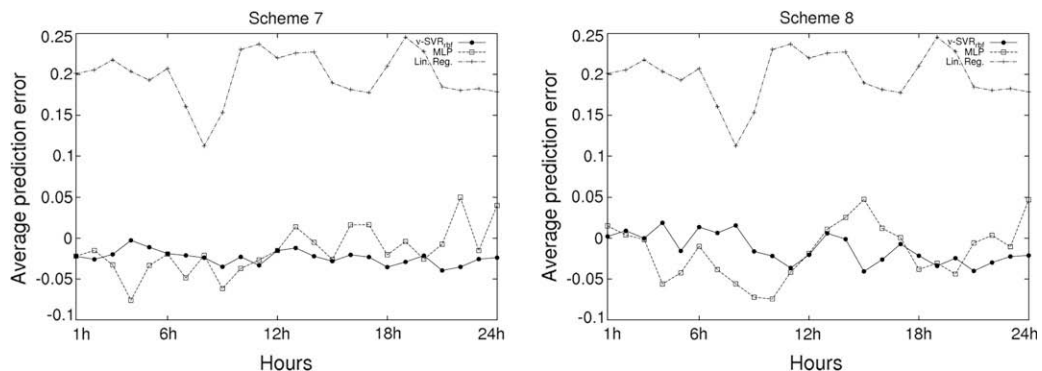 Scheme 7
Average prediction error
0.25
0.2
0.15
0.1
0.05
0
-0.05
-0.1
ν-SVRrbf
MLP
Lin. Reg.
1h
6h
12h
18h
24h
Hours
Scheme 8
Average prediction error
0.25
0.2
0.15
0.1
0.05
0
-0.05
-0.1
ν-SVRrbf
MLP
Lin. Reg.
1h
6h
12h
18h
24h
Hours